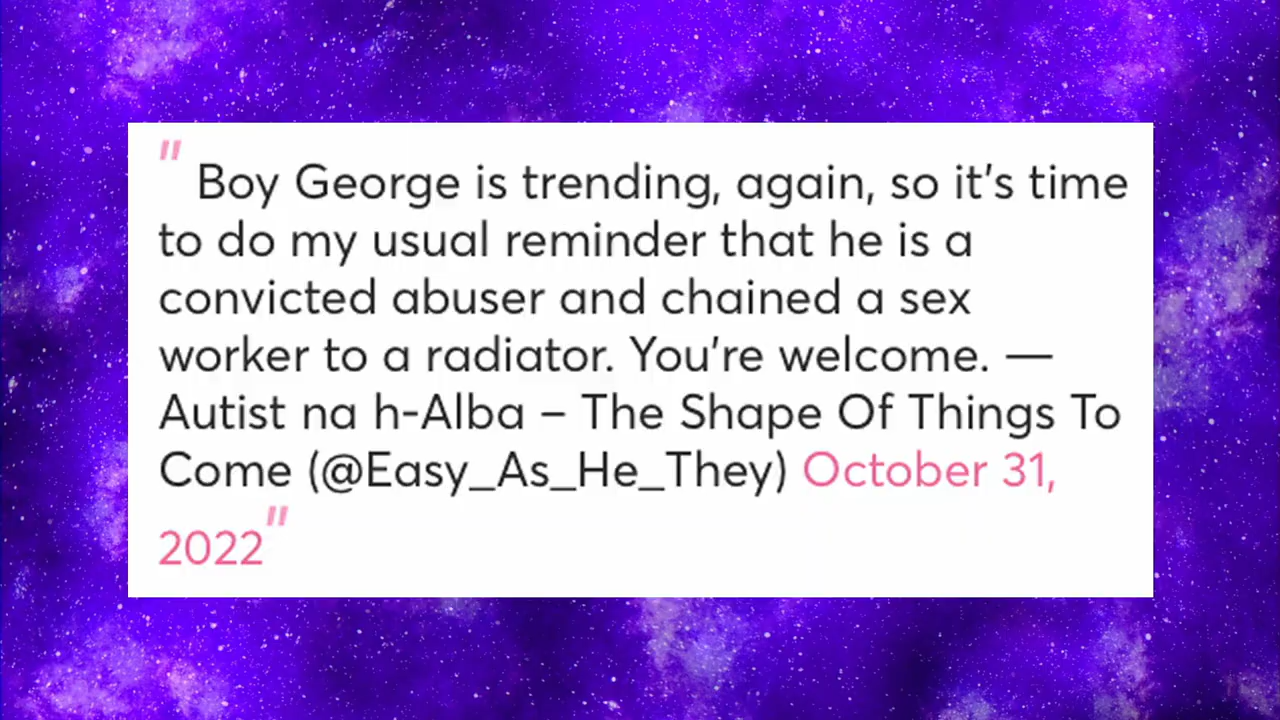 " Boy George is trending, again, so it’s time
to do my usual reminder that he is a
convicted abuser and chained a sex
worker to a radiator. You’re welcome. —
Autist na h-Alba – The Shape Of Things To
Come (@Easy_As_He_They) October 31,
2022"